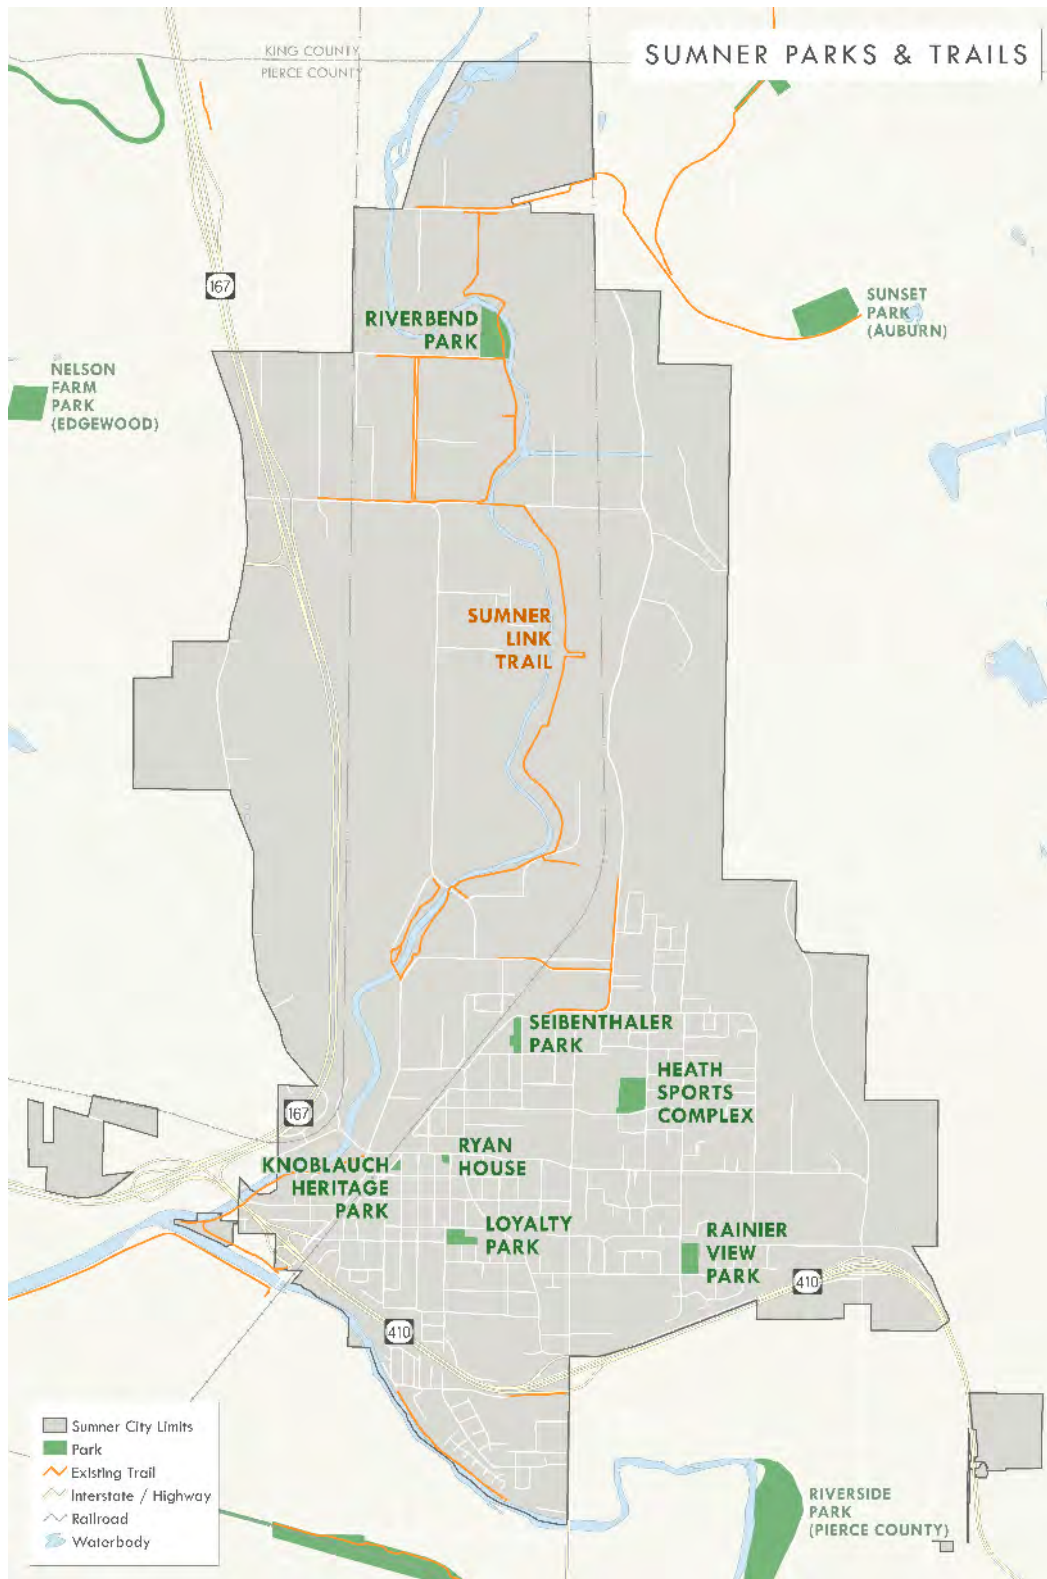 SUMNER PARKS & TRAILS
KING COUNTY
PIERCE COUNTY
167
RIVERBEND
PARK
SUNSET
PARK
(AUBURN)
NELSON
FARM
PARK
(EDGEWOOD)
SUMNER
LINK
TRAIL
SEIBENTHALER
PARK
HEATH
SPORTS
COMPLEX
167
RYAN
HOUSE
KNOBLAUCH
HERITAGE
PARK
LOYALTY
PARK
RAINIER
VIEW
PARK
410
410
Sumner City Limits
Park
Existing Trail
Interstate / Highway
Railroad
Waterbody
RIVERSIDE
PARK
(PIERCE COUNTY)